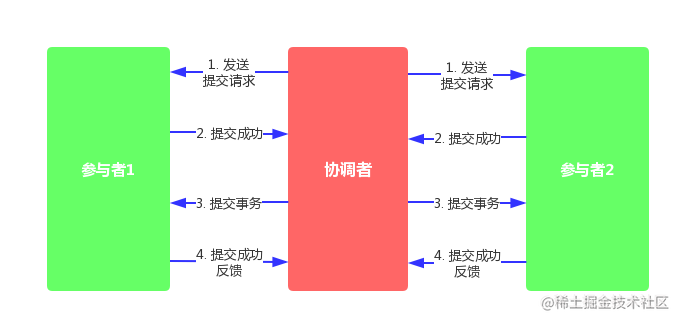 1. 发送
提交请求
1. 发送
提交请求
2. 提交成功
2. 提交成功
参与者1
协调者
参与者2
3. 提交事务
3. 提交事务
4. 提交成功
反馈
4. 提交成功
反馈
@稀土掘金技术社区